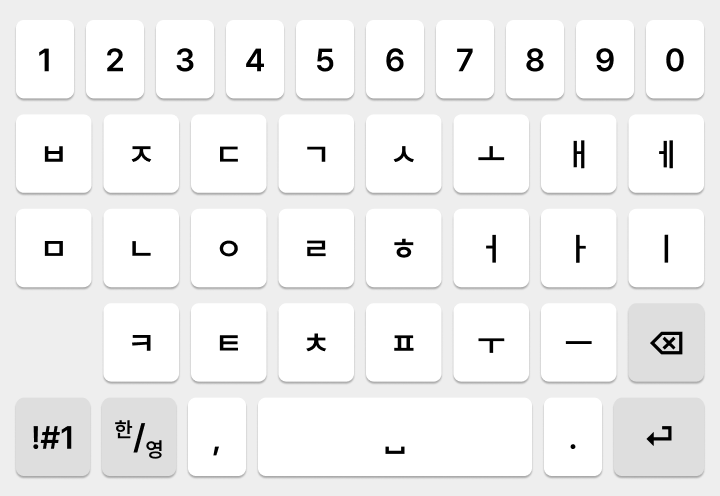 1 2 3 4 5 6 7 8 9 0
ㅂ ㅈ ㄷ ㄱ ㅅ ㅗ ㅐ ㅔ
ㅁ ㄴ ㅇ ㄹ ㅎ ㅓ ㅏ ㅣ
ㅋ ㅌ ㅊ ㅍ ㅜ ㅡ
!#1 한/영 , .